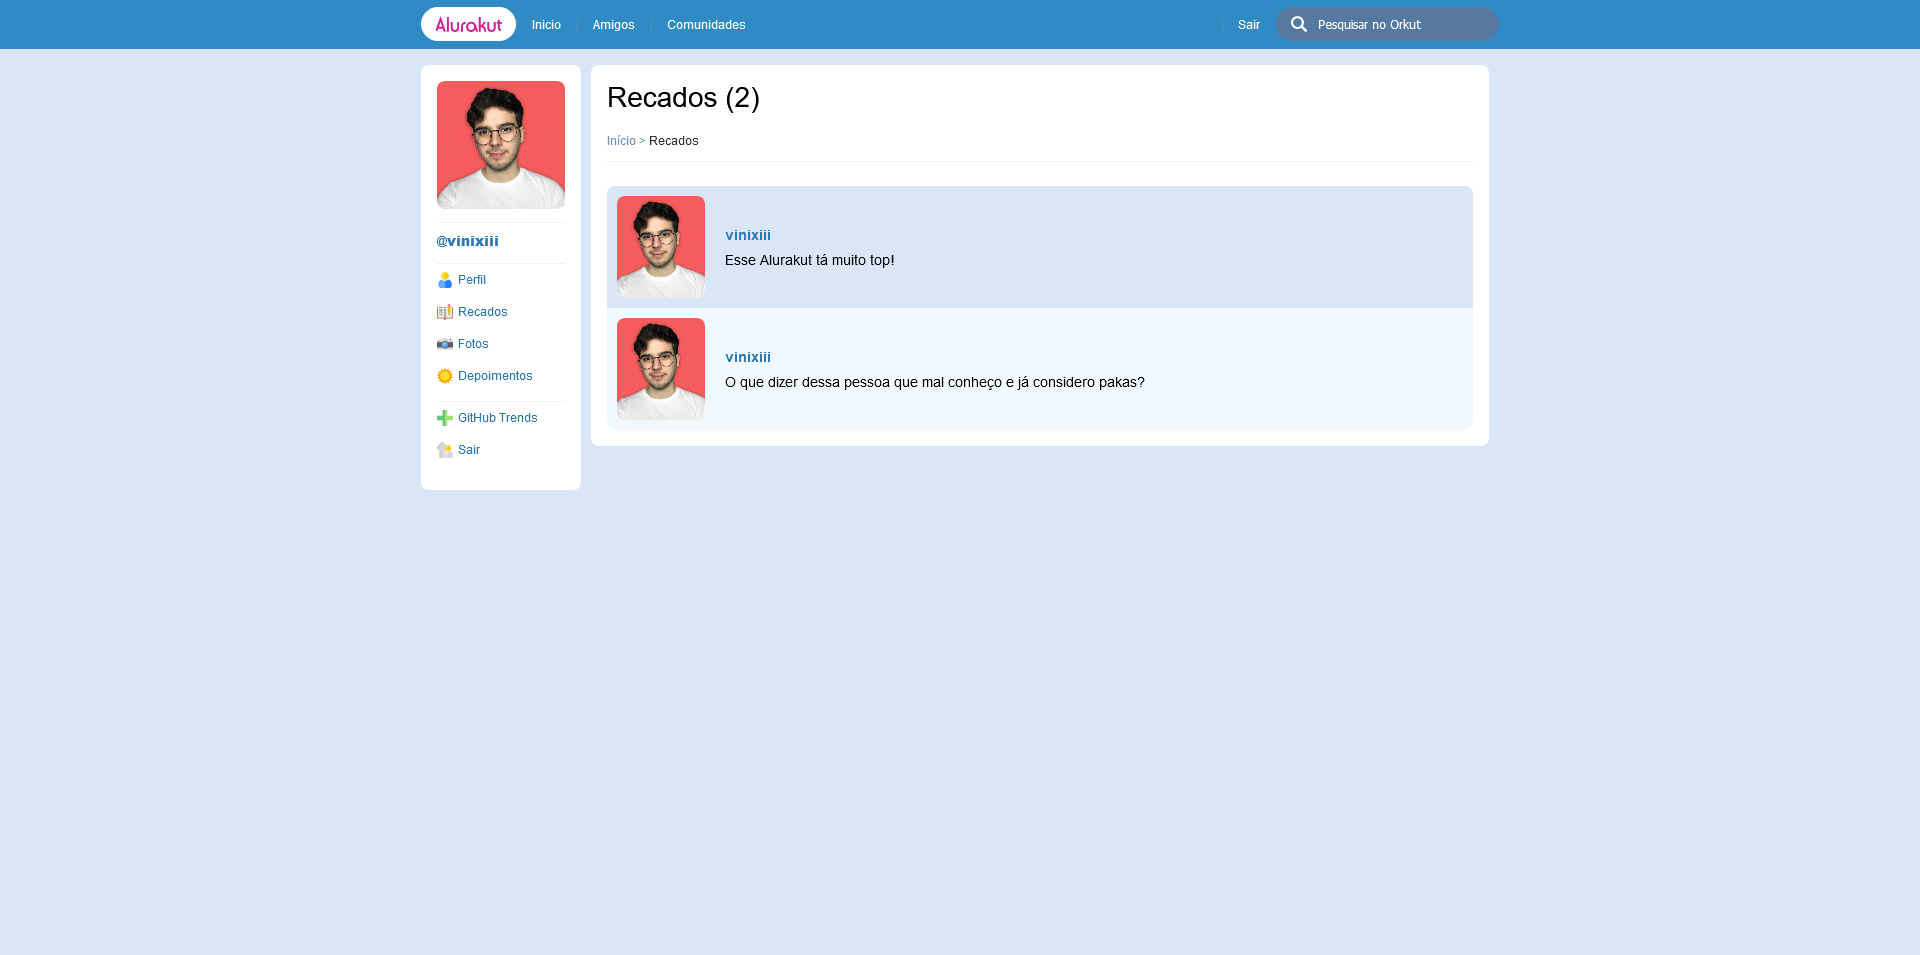 Alurakut
Inicio
Amigos
Comunidades
Sair
Pesquisar no Orkut
@vinixiii
Perfil
Recados
Fotos
Depoimentos
GitHub Trends
Sair
Recados (2)
Início > Recados
vinixiii
Esse Alurakut tá muito top!
vinixiii
O que dizer dessa pessoa que mal conheço e já considero pakas?